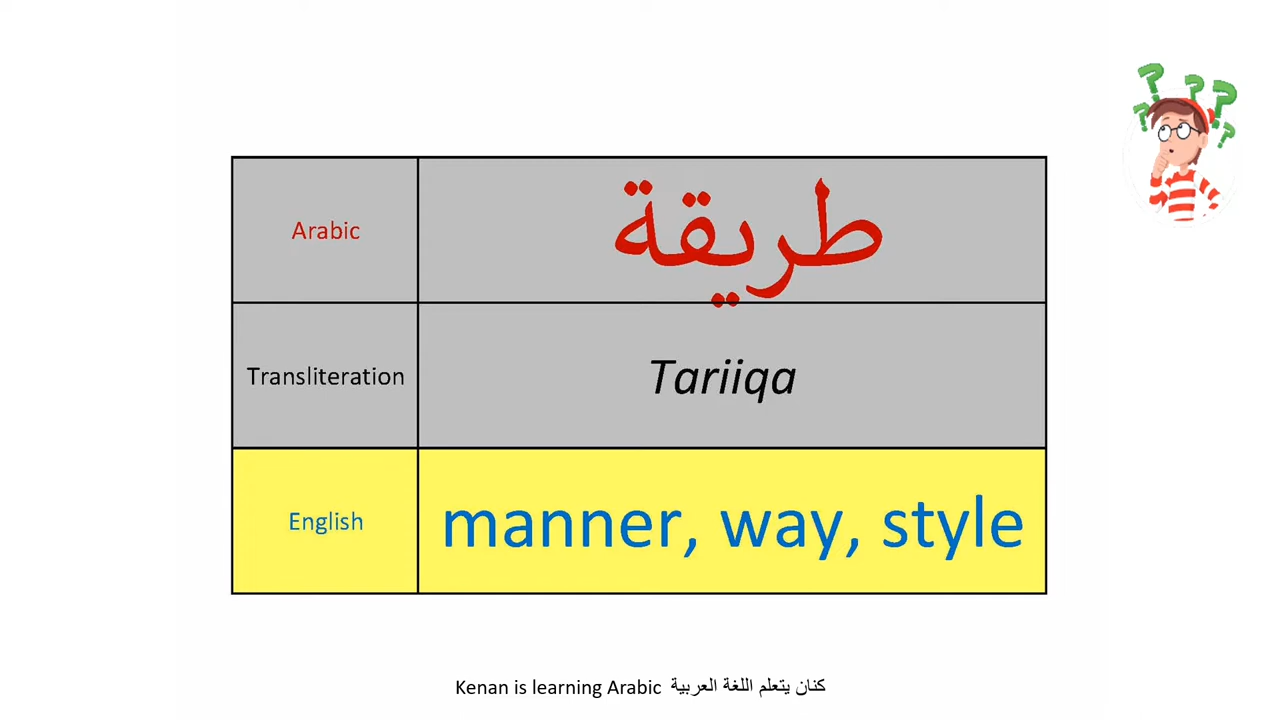 Arabic طريقة
Transliteration Tariiqa
English manner, way, style
Kenan is learning Arabic كنان يتعلم اللغة العربية